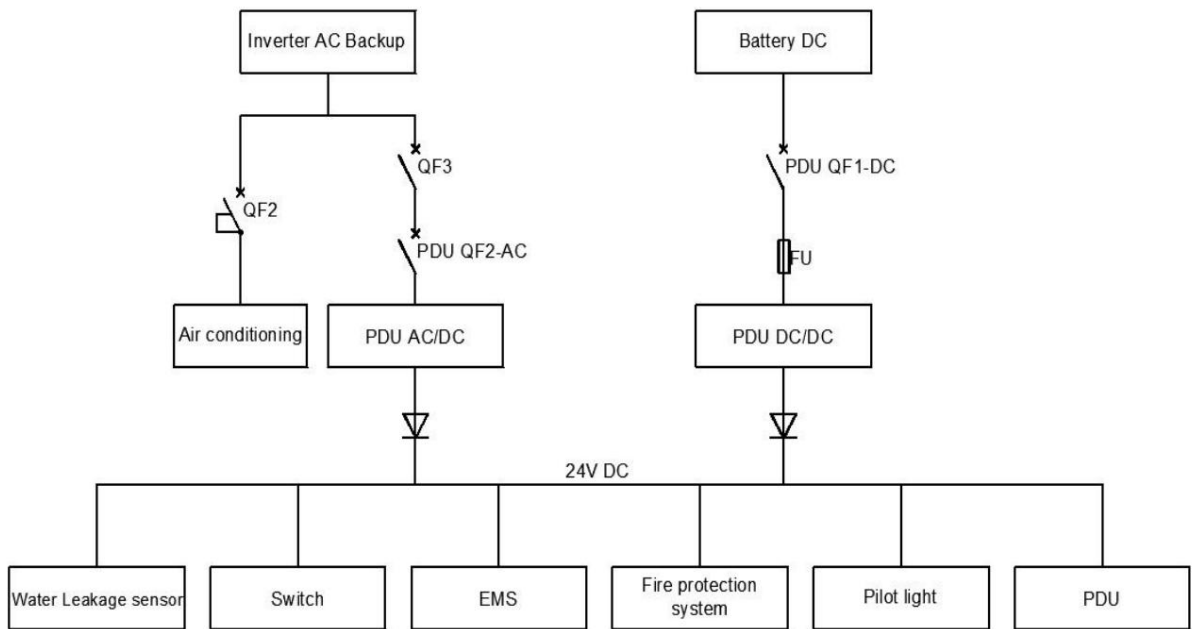 Inverter AC Backup
Battery DC
QF3
PDU QF1-DC
QF2
PDU QF2-AC
FU
Air conditioning
PDU AC/DC
PDU DC/DC
24V DC
Water Leakage sensor
Switch
EMS
Fire protection
system
Pilot light
PDU